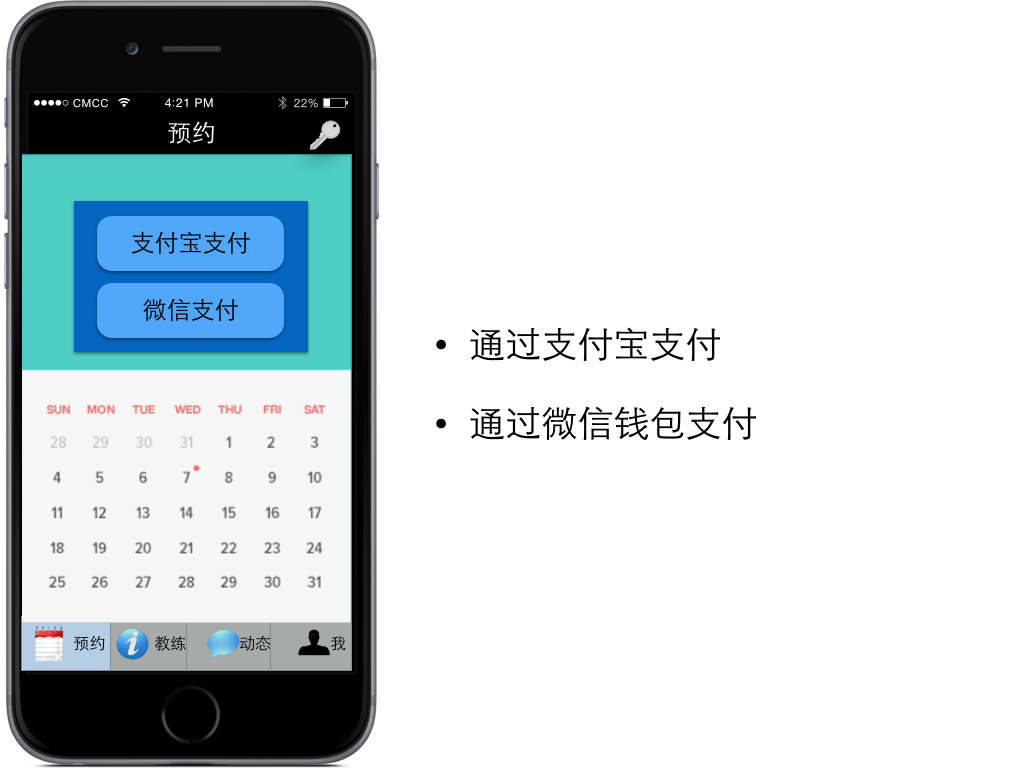 CMCC 4:21 PM 22%
预约
支付宝支付
微信支付
SUN MON TUE WED THU FRI SAT
28 29 30 31 1 2 3
4 5 6 7 8 9 10
11 12 13 14 15 16 17
18 19 20 21 22 23 24
25 26 27 28 29 30 31
预约 教练 动态 我
• 通过支付宝支付
• 通过微信钱包支付